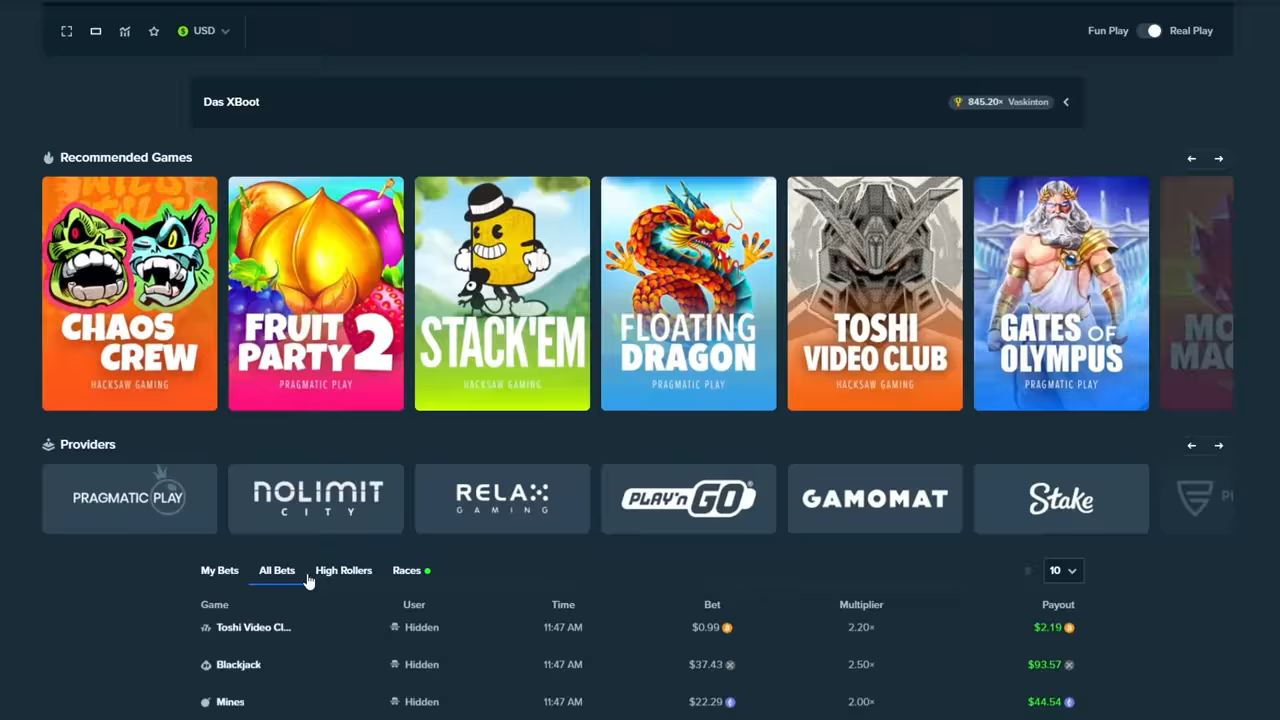 USD
Fun Play
Real Play
Das XBoot
845.20× Vaskinton
Recommended Games
CHAOS CREW
HACKSAW GAMING
FRUIT PARTY 2
PRAGMATIC PLAY
STACK'EM
HACKSAW GAMING
FLOATING DRAGON
PRAGMATIC PLAY
TOSHI VIDEO CLUB
HACKSAW GAMING
GATES OF OLYMPUS
PRAGMATIC PLAY
Providers
PRAGMATIC PLAY
NOLIMIT CITY
RELAX GAMING
PLAY'n GO
GAMOMAT
Stake
My Bets All Bets High Rollers Races 10
Game User Time Bet Multiplier Payout
Toshi Video Cl... Hidden 11:47 AM $0.99 2.20× $2.19
Blackjack Hidden 11:47 AM $37.43 2.50× $93.57
Mines Hidden 11:47 AM $22.29 2.00× $44.54